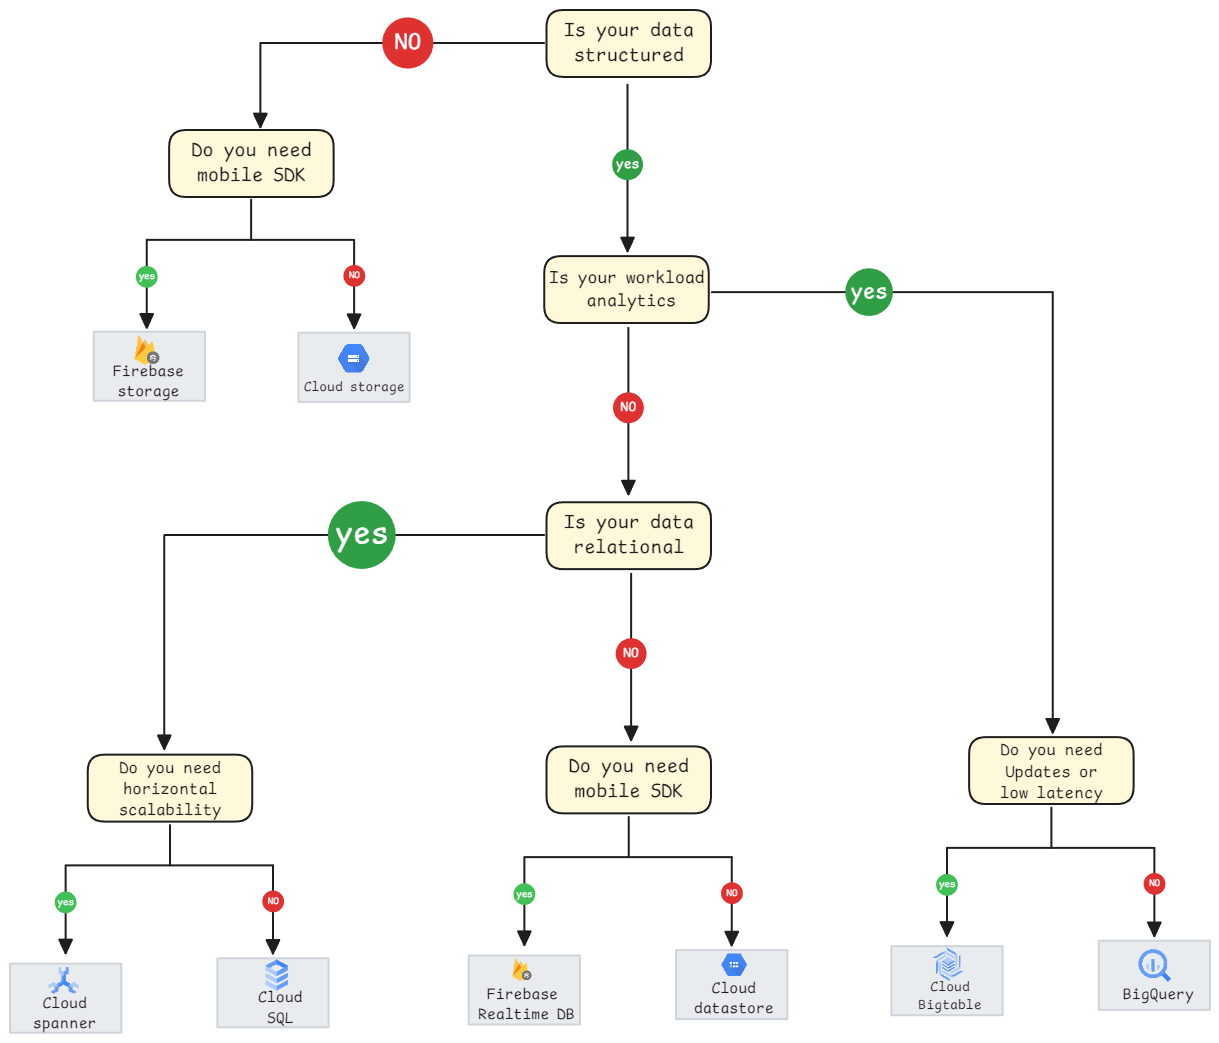 Is your data
structured
NO
Do you need
mobile SDK
yes
yes
NO
Firebase
storage
Cloud storage
Is your workload
analytics
yes
NO
Is your data
relational
yes
NO
Do you need
horizontal
scalability
yes
NO
Cloud
spanner
Cloud
SQL
Do you need
mobile SDK
yes
NO
Firebase
Realtime DB
Cloud
datastore
Do you need
Updates or
low latency
yes
NO
Cloud
Bigtable
BigQuery